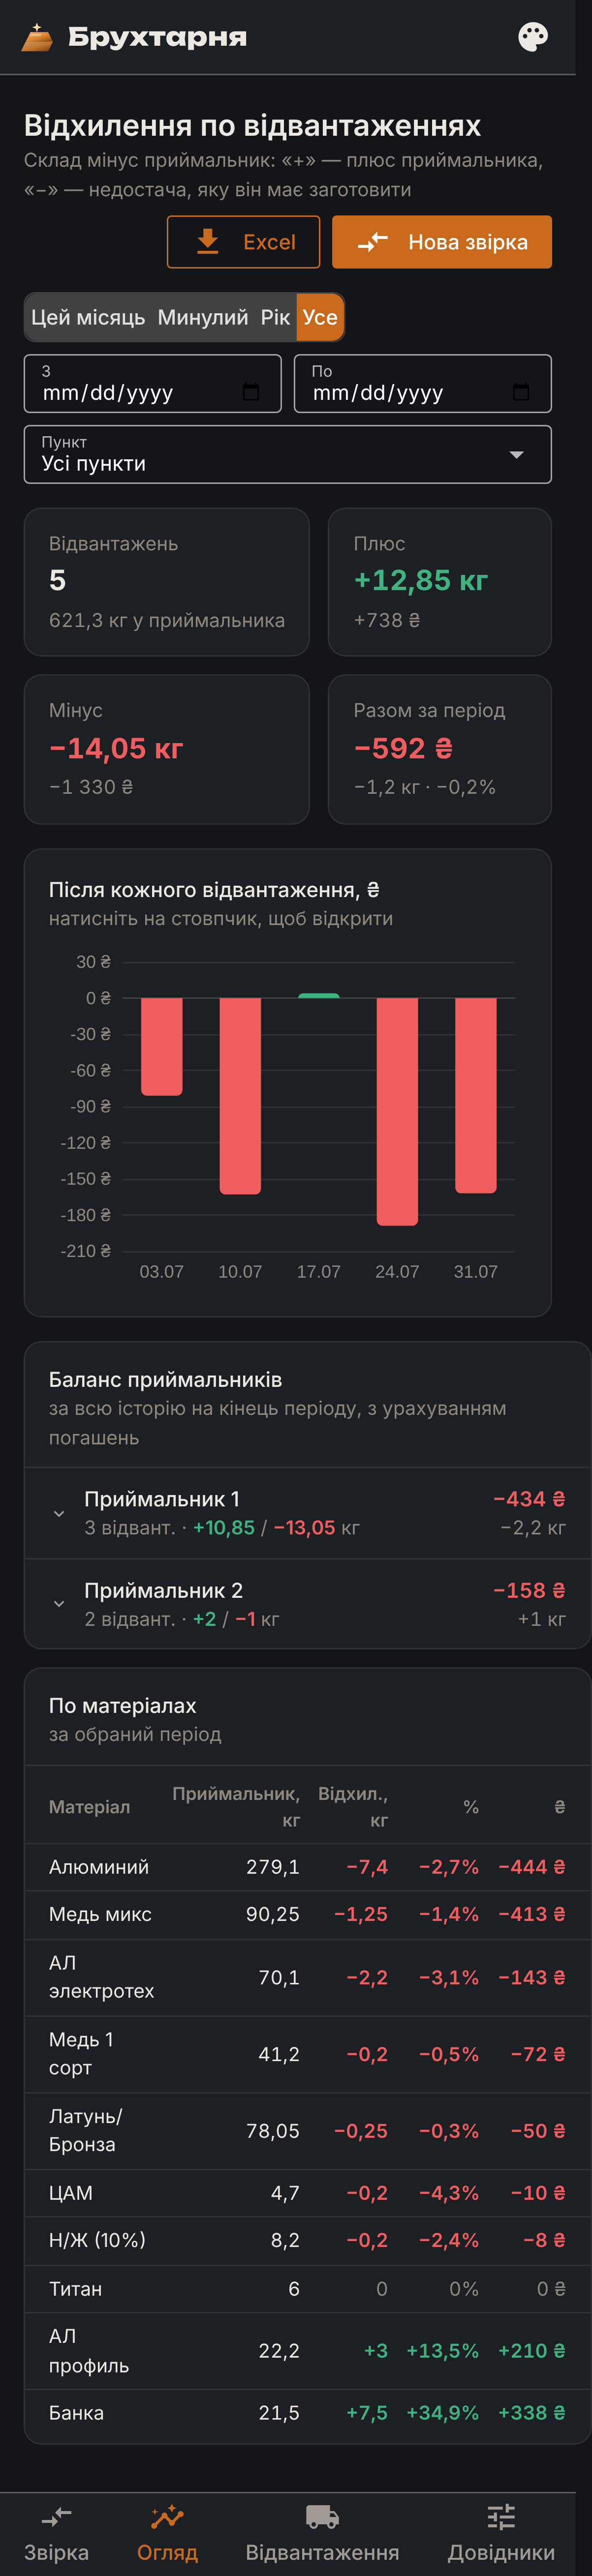 Брухтарня
Відхилення по відвантаженнях
Склад мінус приймальник: «+» — плюс приймальника,
«−» — недостача, яку він має заготовити
Excel
Нова звірка
Цей місяць Минулий Рік Усе
З
mm/dd/yyyy
По
mm/dd/yyyy
Пункт
Усі пункти
Відвантажень
5
621,3 кг у приймальника
Плюс
+12,85 кг
+738 ₴
Мінус
−14,05 кг
−1 330 ₴
Разом за період
−592 ₴
−1,2 кг · −0,2%
Після кожного відвантаження, ₴
натисніть на стовпчик, щоб відкрити
30 ₴
0 ₴
-30 ₴
-60 ₴
-90 ₴
-120 ₴
-150 ₴
-180 ₴
-210 ₴
03.07 10.07 17.07 24.07 31.07
Баланс приймальників
за всю історію на кінець періоду, з урахуванням
погашень
Приймальник 1 −434 ₴
3 відвант. · +10,85 / −13,05 кг −2,2 кг
Приймальник 2 −158 ₴
2 відвант. · +2 / −1 кг +1 кг
По матеріалах
за обраний період
Матеріал Приймальник, кг Відхил., кг % ₴
Алюминий 279,1 −7,4 −2,7% −444 ₴
Медь микс 90,25 −1,25 −1,4% −413 ₴
АЛ электротех 70,1 −2,2 −3,1% −143 ₴
Медь 1 сорт 41,2 −0,2 −0,5% −72 ₴
Латунь/Бронза 78,05 −0,25 −0,3% −50 ₴
ЦАМ 4,7 −0,2 −4,3% −10 ₴
Н/Ж (10%) 8,2 −0,2 −2,4% −8 ₴
Титан 6 0 0% 0 ₴
АЛ профиль 22,2 +3 +13,5% +210 ₴
Банка 21,5 +7,5 +34,9% +338 ₴
Звірка Огляд Відвантаження Довідники